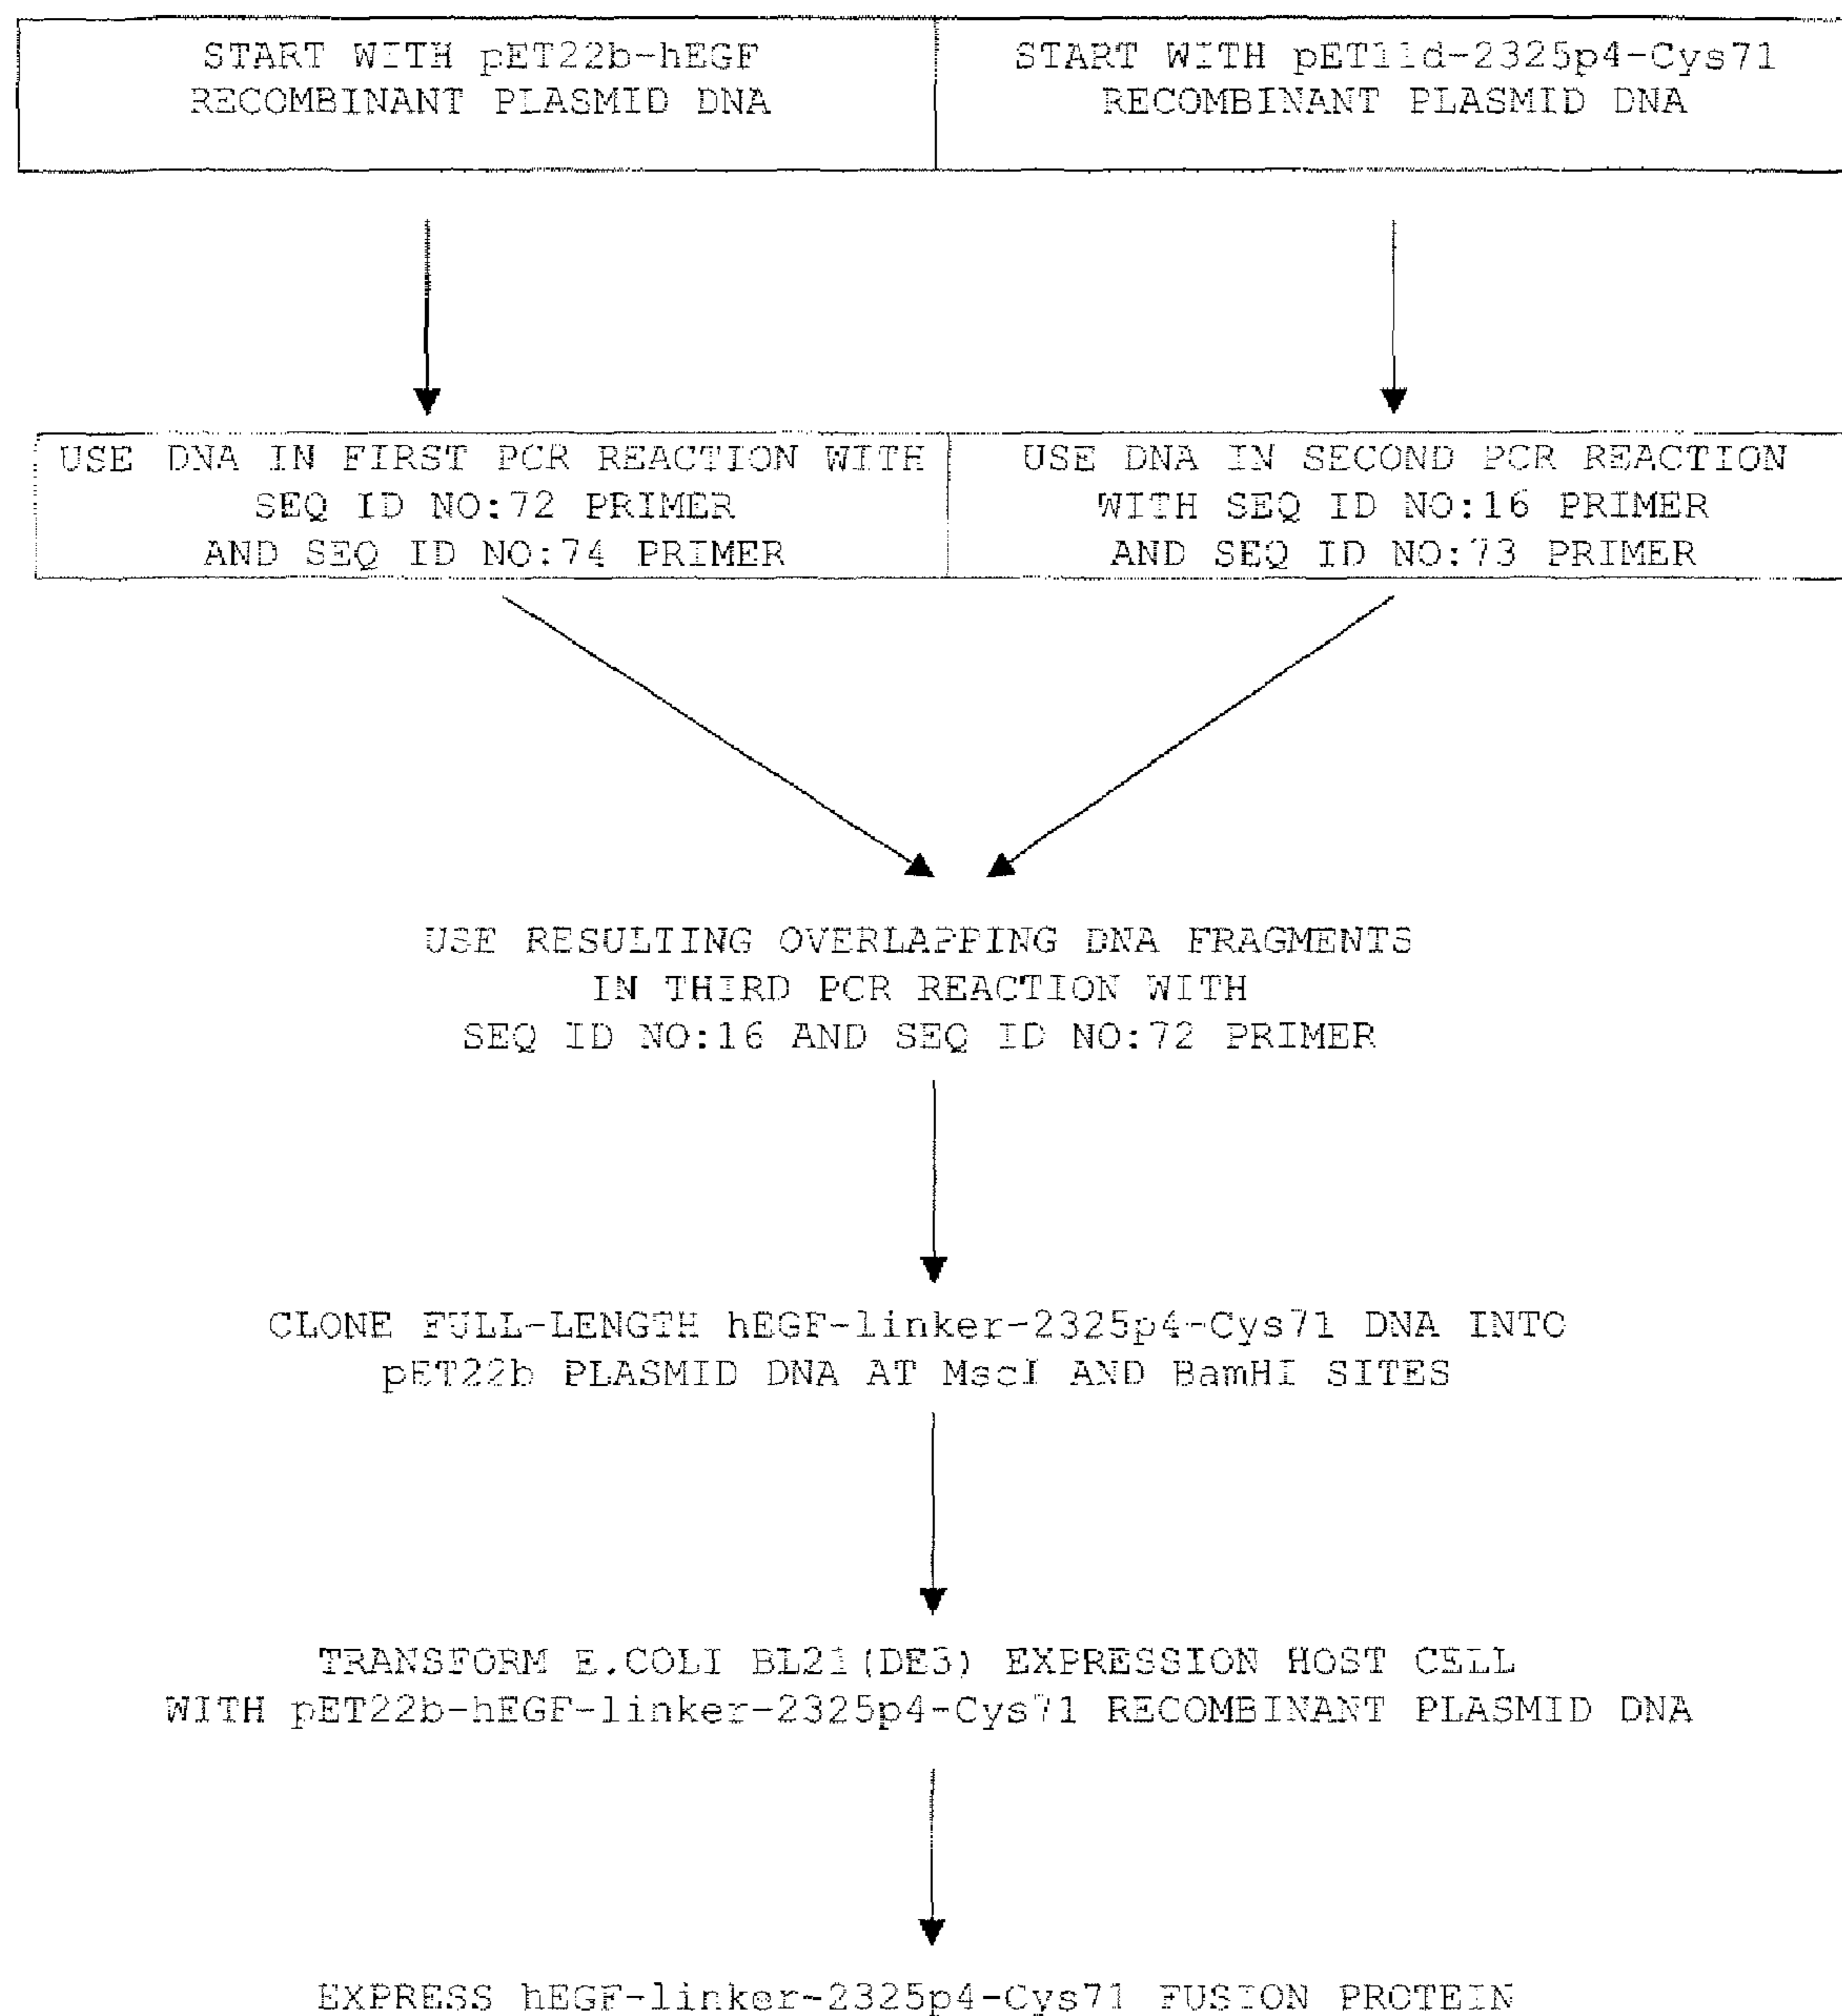 START WITH pET22b-hEGF
RECOMBINANT PLASMID DNA
START WITH pET11d-2325p4-Cys71
RECOMBINANT PLASMID DNA
USE DNA IN FIRST PCR REACTION WITH
SEQ ID NO:72 PRIMER
AND SEQ ID NO:74 PRIMER
USE DNA IN SECOND PCR REACTION
WITH SEQ ID NO:16 PRIMER
AND SEQ ID NO:73 PRIMER
USE RESULTING OVERLAPPING DNA FRAGMENTS
IN THIRD PCR REACTION WITH
SEQ ID NO:16 AND SEQ ID NO:72 PRIMER
CLONE FULL-LENGTH hEGF-linker-2325p4-Cys71 DNA INTO
pET22b PLASMID DNA AT MscI AND BamHI SITES
TRANSFORM E.COLI BL21(DE3) EXPRESSION HOST CELL
WITH pET22b-hEGF-linker-2325p4-Cys71 RECOMBINANT PLASMID DNA
EXPRESS hEGF-linker-2325p4-Cys71 FUSION PROTEIN